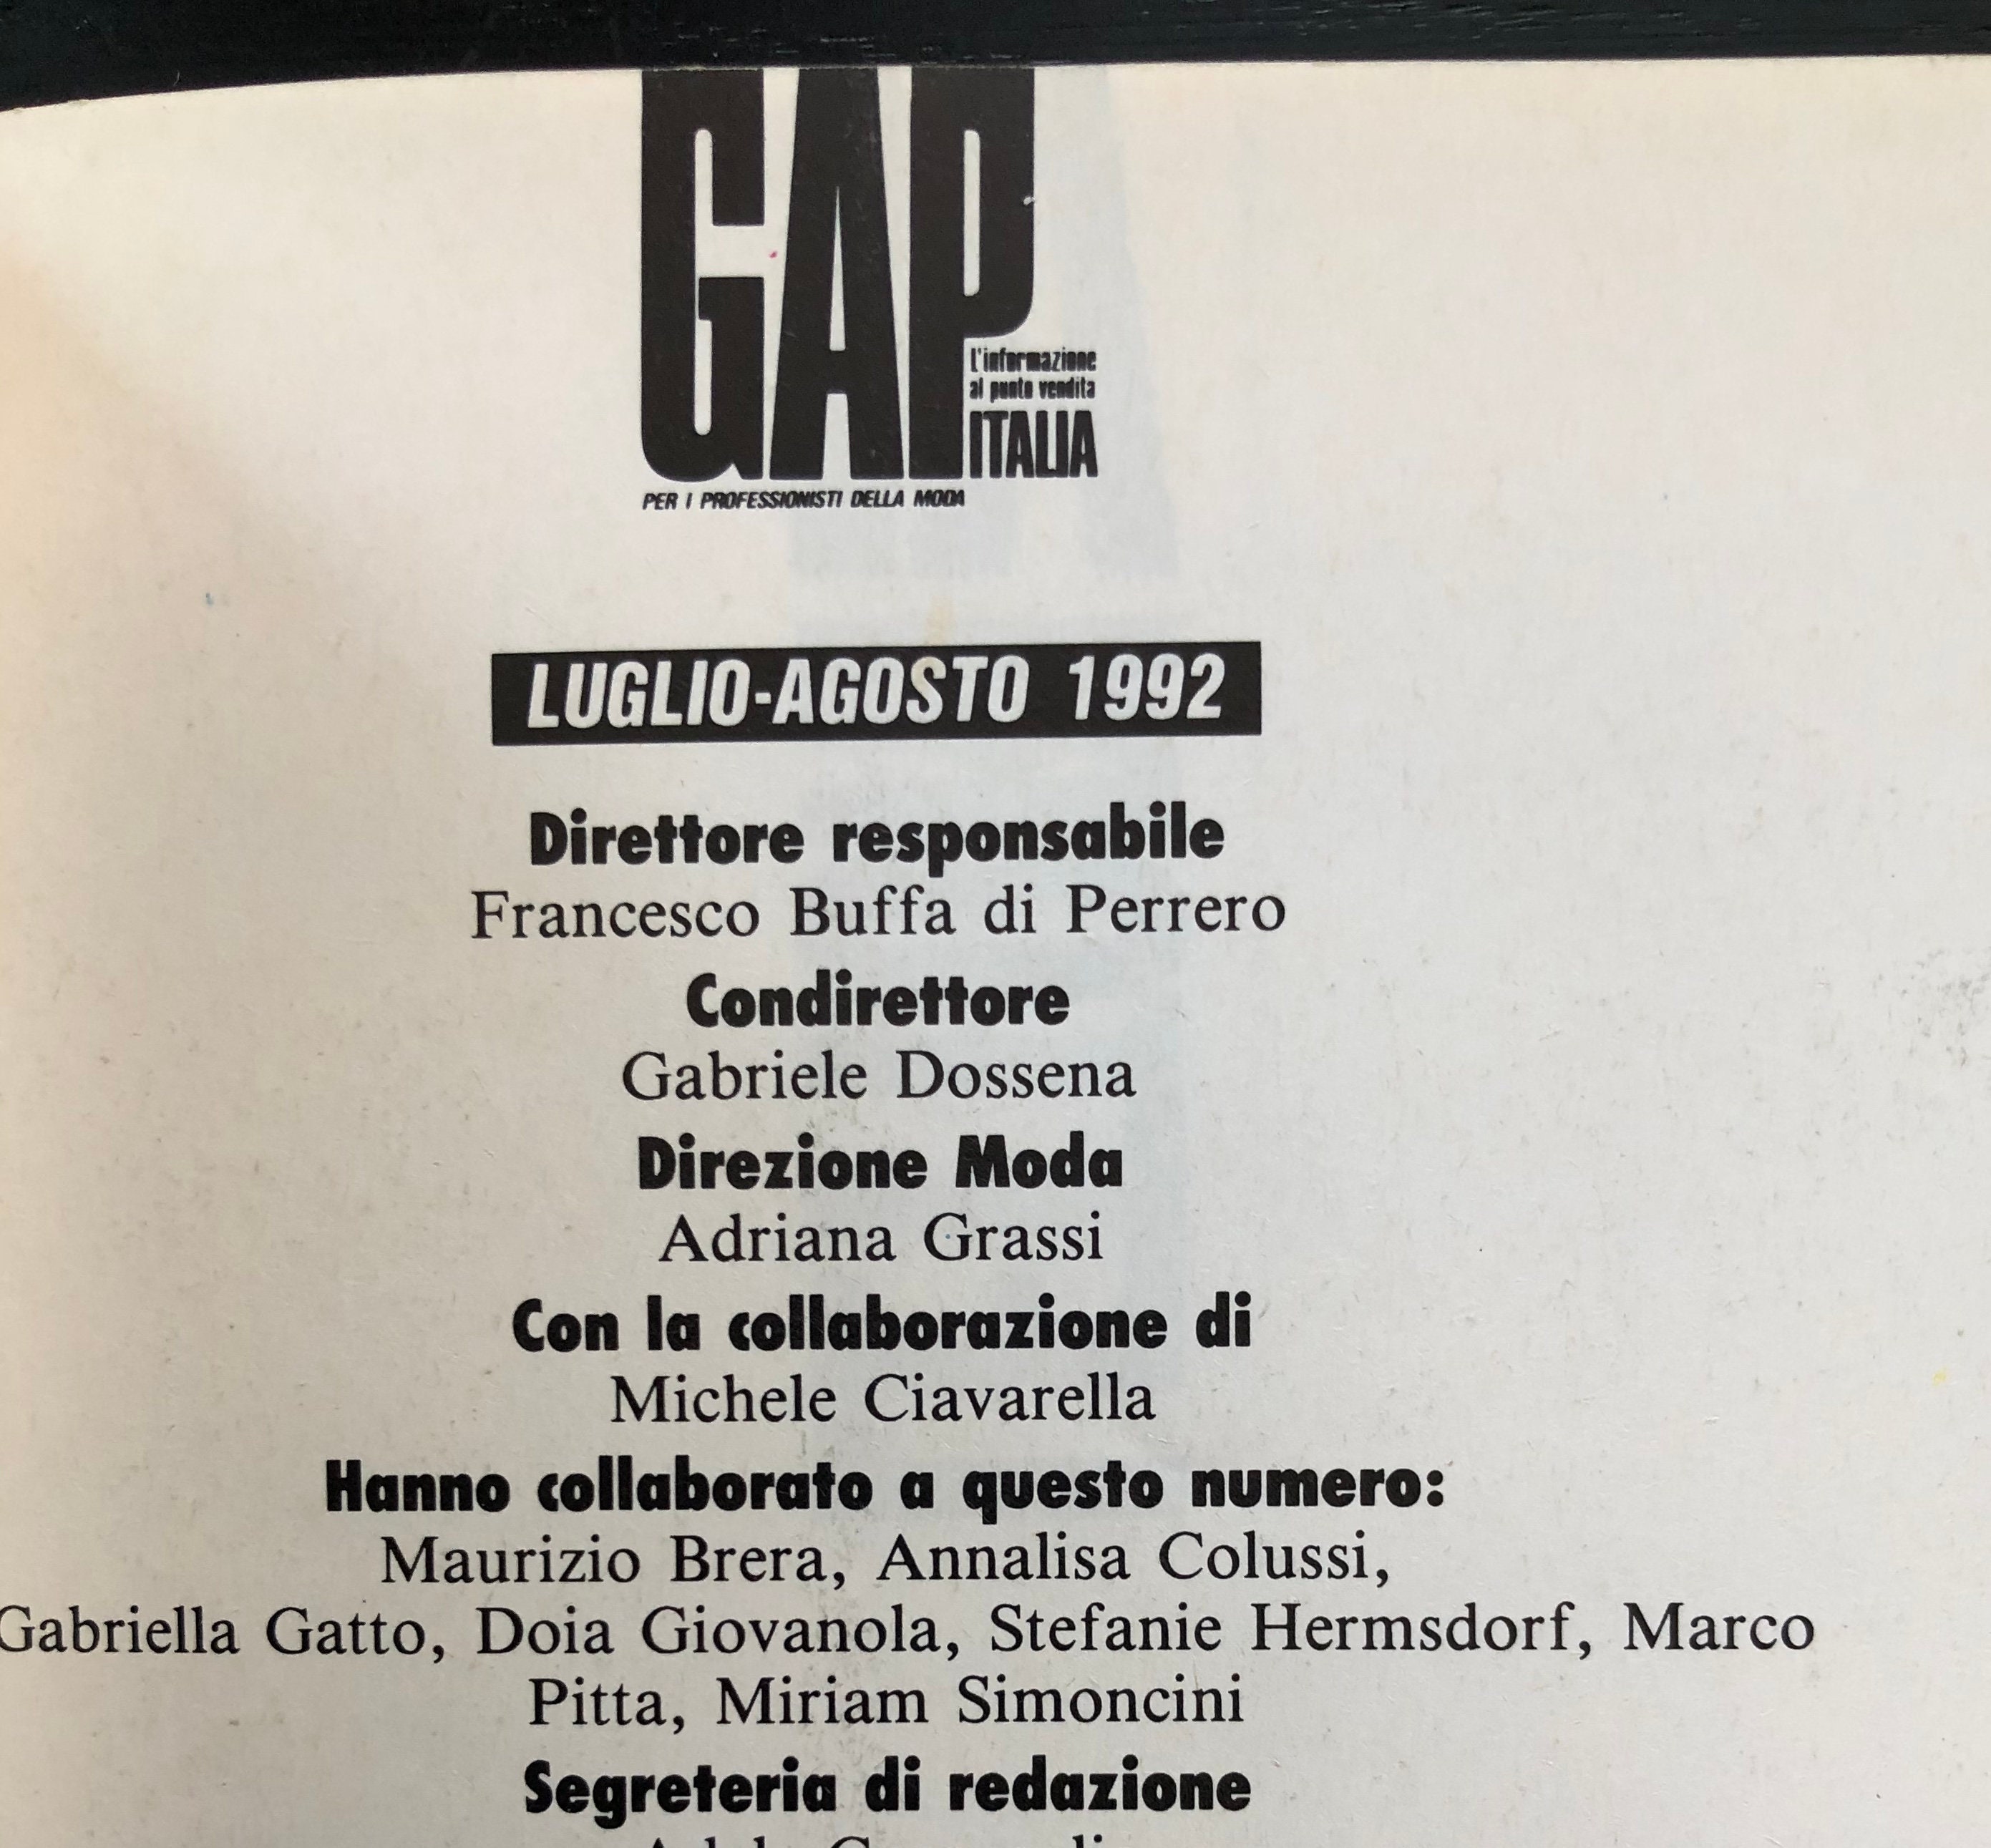 GAP
l'informazione
al punto vendita
ITALIA
PER I PROFESSIONISTI DELLA MODA
LUGLIO-AGOSTO 1992
Direttore responsabile
Francesco Buffa di Perrero
Condirettore
Gabriele Dossena
Direzione Moda
Adriana Grassi
Con la collaborazione di
Michele Ciavarella
Hanno collaborato a questo numero:
Maurizio Brera, Annalisa Colussi,
Gabriella Gatto, Doia Giovanola, Stefanie Hermsdorf, Marco
Pitta, Miriam Simoncini
Segreteria di redazione